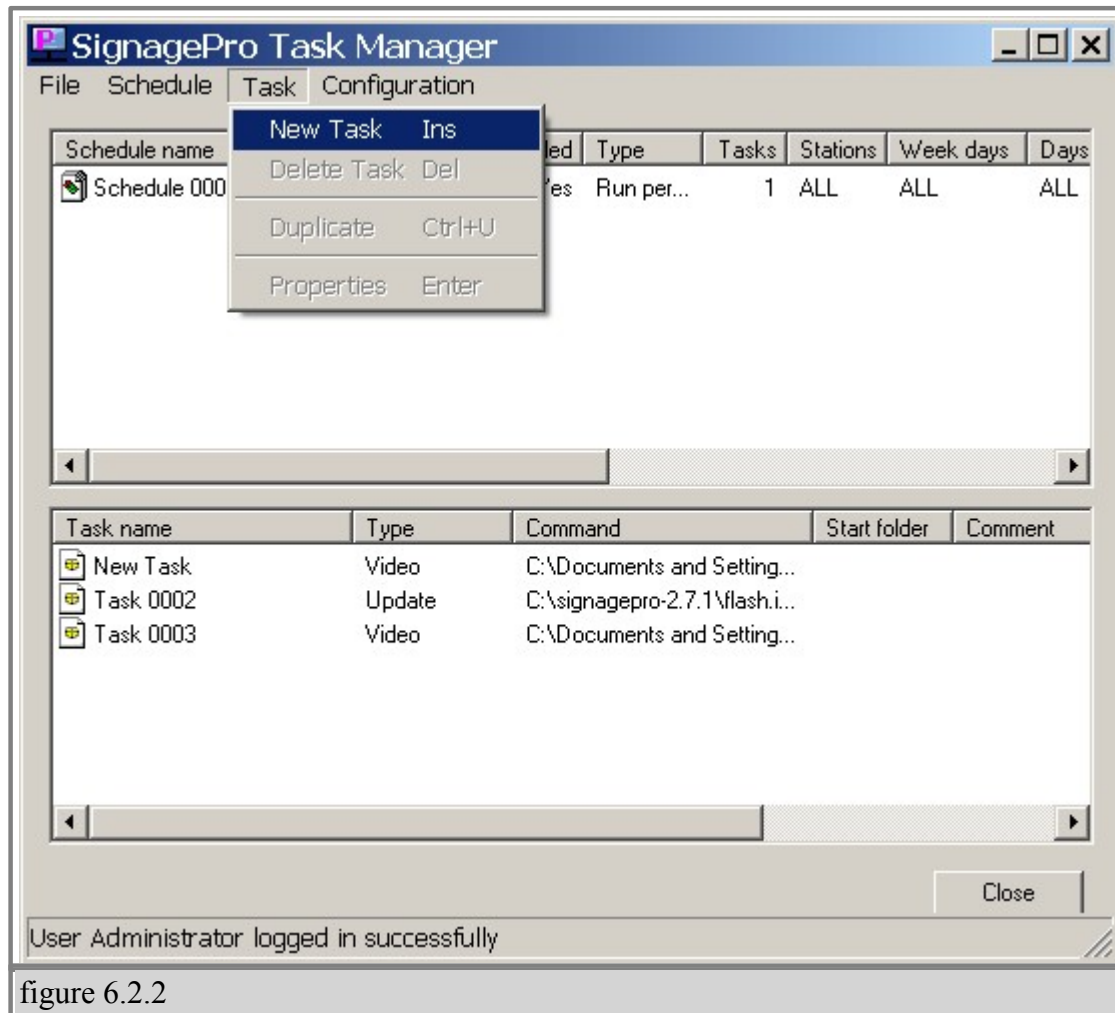 SignagePro Task Manager
File Schedule Task Configuration
New Task Ins
Delete Task Del
Duplicate Ctrl+U
Properties Enter
Schedule name led Type Tasks Stations Week days Days
Schedule 000 'es Run per... 1 ALL ALL ALL
Task name Type Command Start folder Comment
New Task Video C:\Documents and Setting...
Task 0002 Update C:\signagepro-2.7.1\flash.i...
Task 0003 Video C:\Documents and Setting...
Close
User Administrator logged in successfully
figure 6.2.2